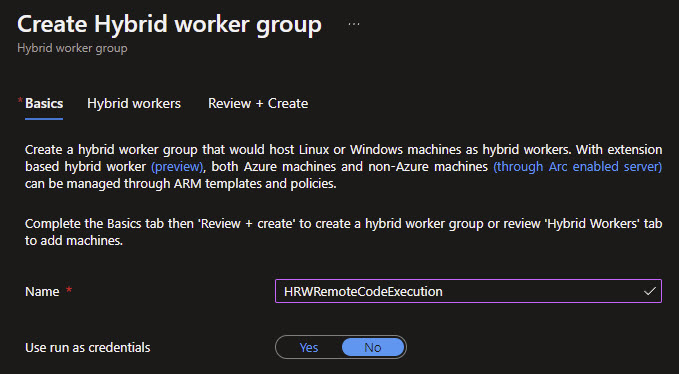 Create Hybrid worker group ...
Hybrid worker group
* Basics Hybrid workers Review + Create
Create a hybrid worker group that would host Linux or Windows machines as hybrid workers. With extension
based hybrid worker (preview), both Azure machines and non-Azure machines (through Arc enabled server)
can be managed through ARM templates and policies.
Complete the Basics tab then 'Review + create' to create a hybrid worker group or review 'Hybrid Workers' tab
to add machines.
Name * HRWRemoteCodeExecution
Use run as credentials Yes No